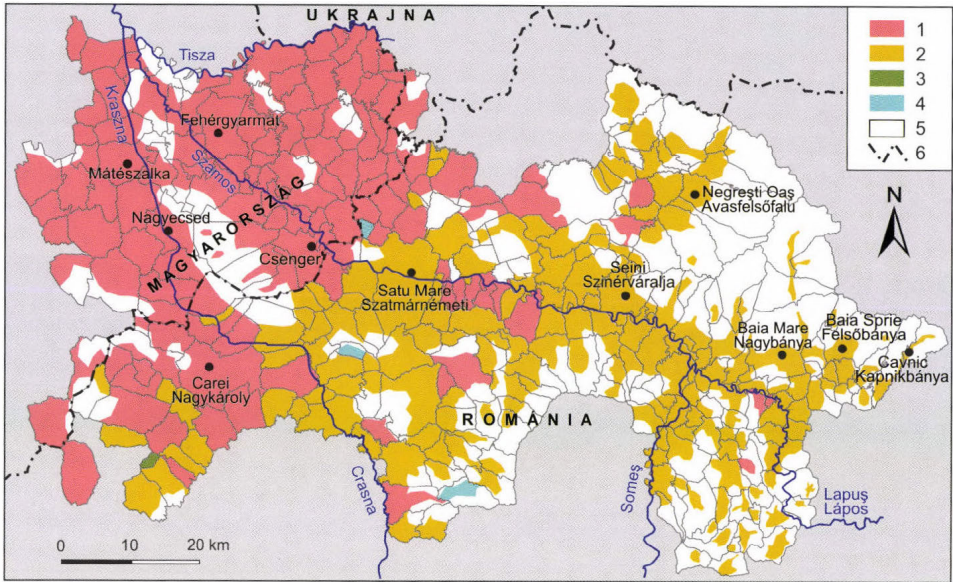 UKRAJNA
Tisza
Kraszna
Fehérgyarmat
Mátészalka
Szamos
Nagyecsed
MAGYARORSZÁG
Csenger
Negrești Oaș
Avasfelsőfalu
N
Satu Mare
Szatmárnémeti
Seini
Szinérváralja
Baia Mare
Nagybánya
Baia Sprie
Felsőbánya
Cavnic
Kapnikbánya
Carei
Nagykároly
ROMÁNIA
Crasna
Someș
Lapuș
Lápos
0 10 20 km
1
2
3
4
5
6